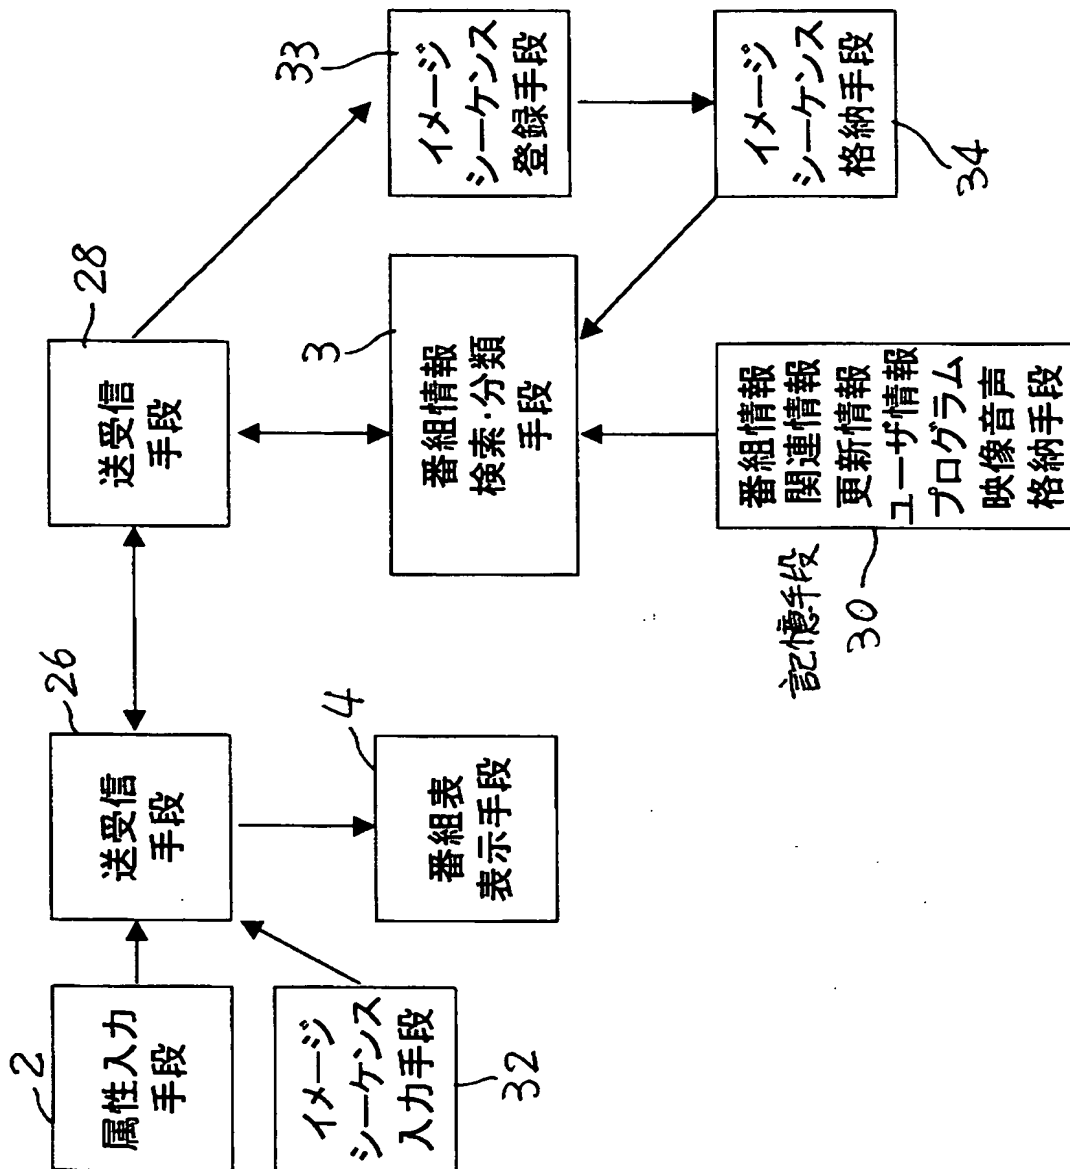 2
属性入力
手段
イメージ
シーケンス
入力手段
32
26
送受信
手段
4
番組表
表示手段
28
送受信
手段
3
番組情報
検索・分類
手段
記憶手段
30
番組情報
関連情報
更新情報
ユーザ情報
プログラム
映像音声
格納手段
33
イメージ
シーケンス
登録手段
イメージ
シーケンス
格納手段
34